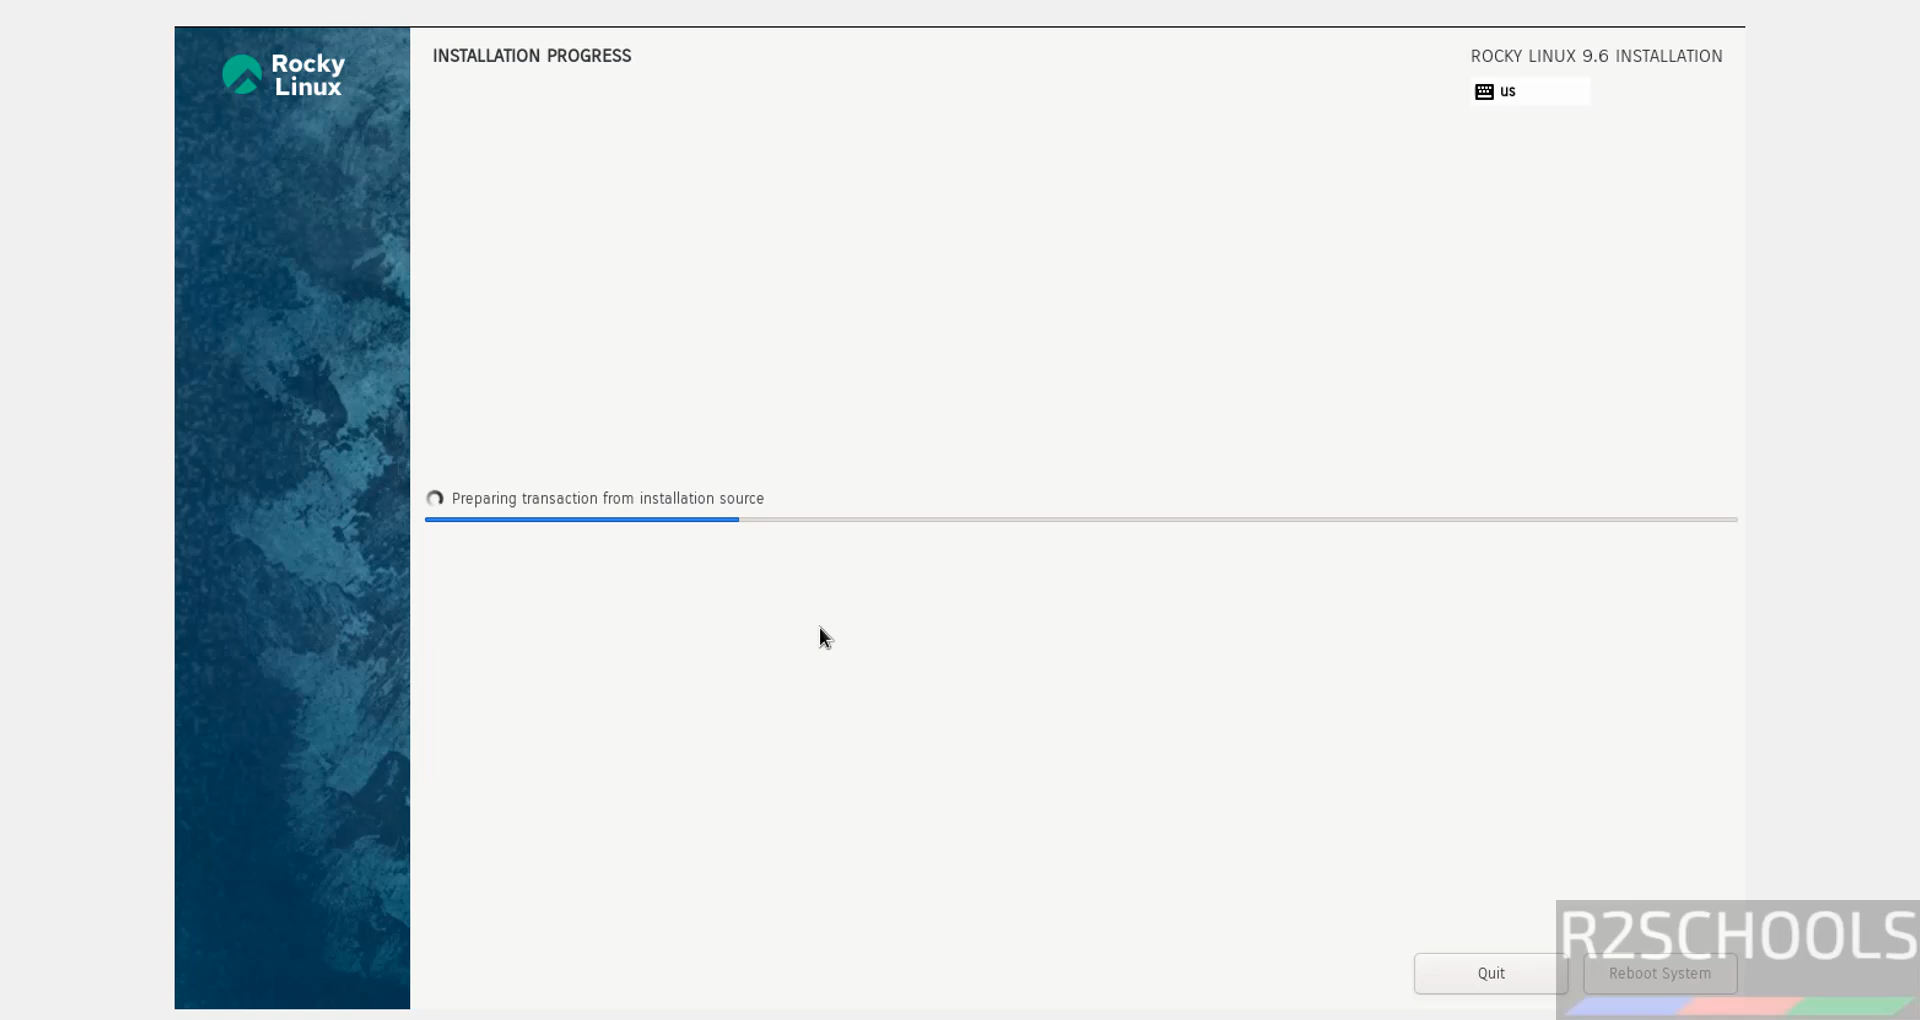 Rocky
Linux
INSTALLATION PROGRESS
ROCKY LINUX 9.6 INSTALLATION
us
Preparing transaction from installation source
Quit
Reboot System
R2SCHOOLS